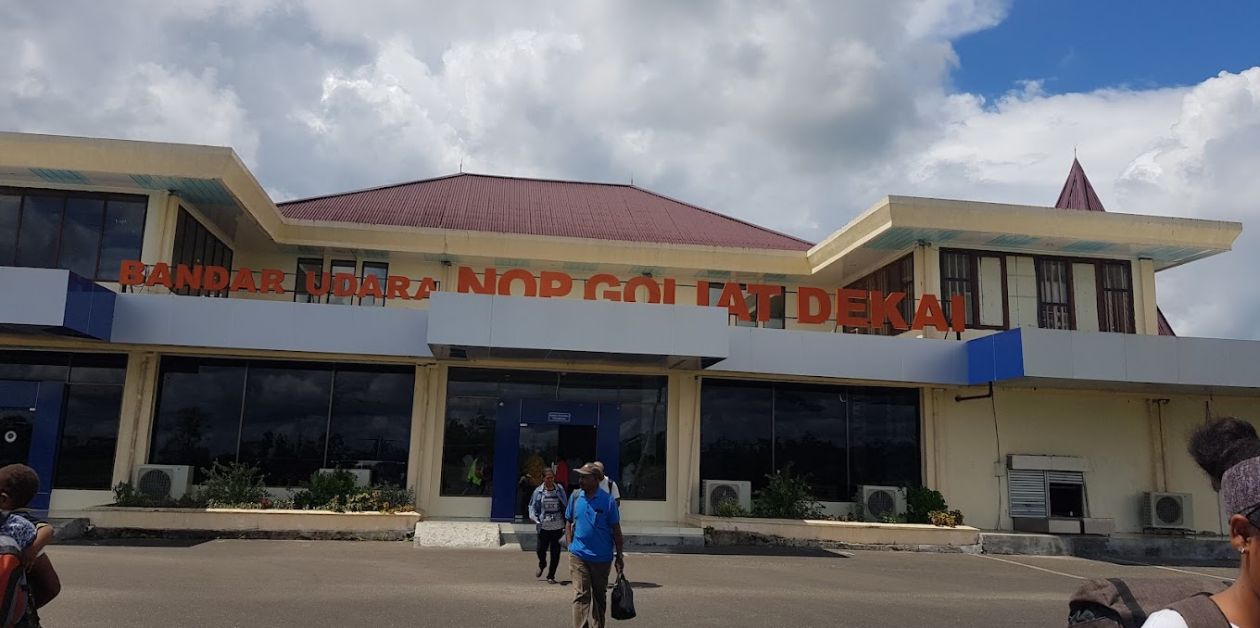 BANDAR UDARA NOP GOLIAT DEKAI